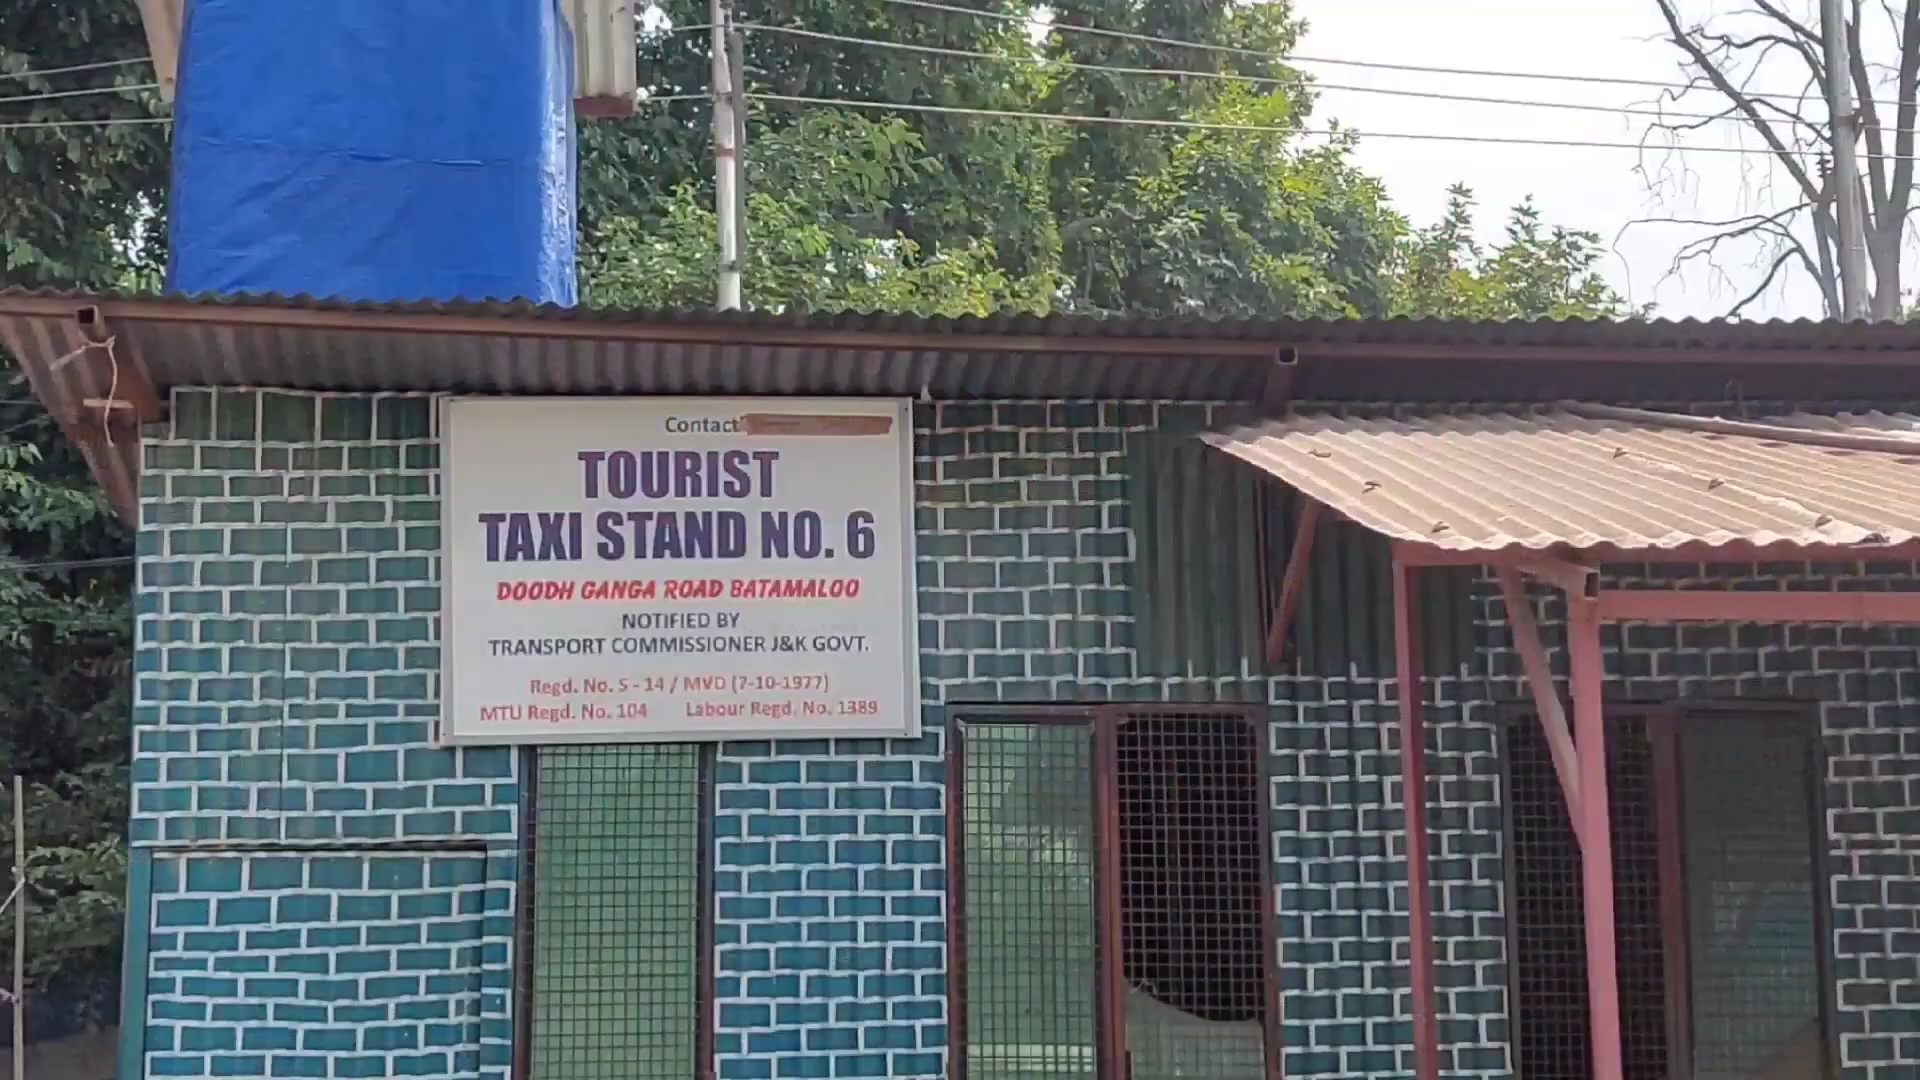 Contact
TOURIST
TAXI STAND NO. 6
DOODH GANGA ROAD BATAMALOO
NOTIFIED BY
TRANSPORT COMMISSIONER J&K GOVT.
Regd. No. S - 14 / MVD (7-10-1977)
MTU Regd. No. 104 Labour Regd. No. 1389